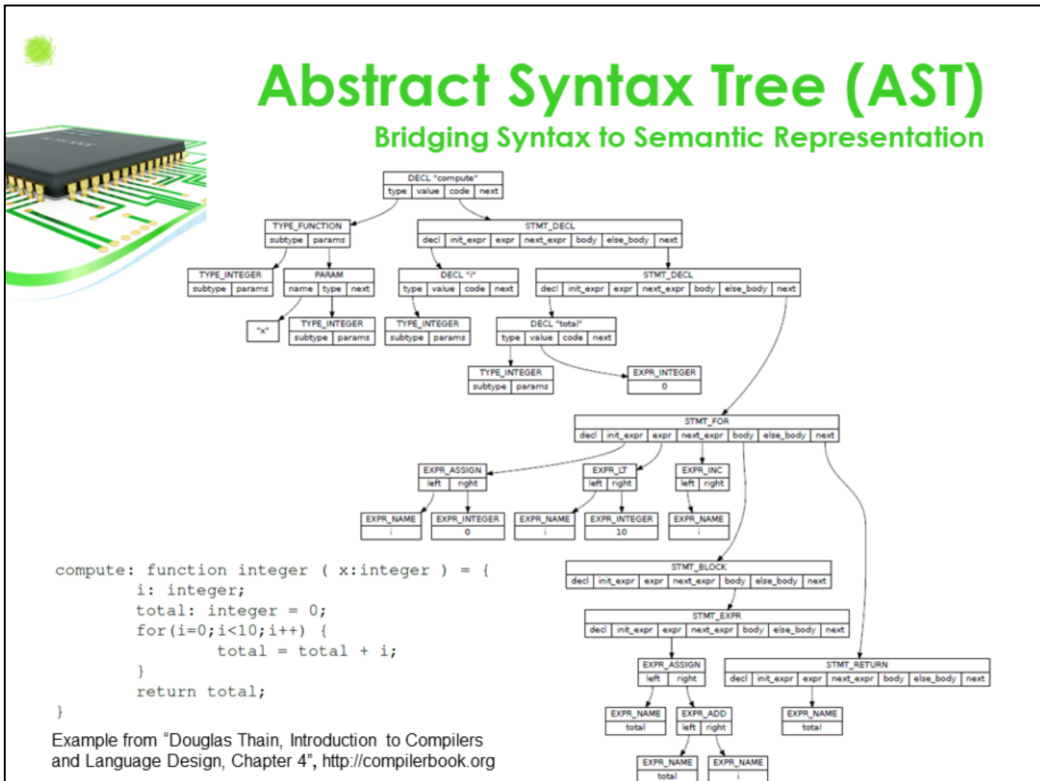 Abstract Syntax Tree (AST)
Bridging Syntax to Semantic Representation
DECL "compute"
type value code next
TYPE_FUNCTION
subtype params
STMT_DECL
decl init_expr expr next_expr body else_body next
TYPE_INTEGER
subtype params
PARAM
name type next
DECL "i"
type value code next
STMT_DECL
decl init_expr expr next_expr body else_body next
"x"
TYPE_INTEGER
subtype params
TYPE_INTEGER
subtype params
DECL "total"
type value code next
TYPE_INTEGER
subtype params
EXPR_INTEGER
0
STMT_FOR
decl init_expr expr next_expr body else_body next
EXPR_ASSIGN
left right
EXPR_LT
left right
EXPR_INC
left right
EXPR_NAME
i
EXPR_INTEGER
0
EXPR_NAME
i
EXPR_INTEGER
10
EXPR_NAME
i
STMT_BLOCK
decl init_expr expr next_expr body else_body next
STMT_EXPR
decl init_expr expr next_expr body else_body next
EXPR_ASSIGN
left right
STMT_RETURN
decl init_expr expr next_expr body else_body next
EXPR_NAME
total
EXPR_ADD
left right
EXPR_NAME
total
EXPR_NAME
total
EXPR_NAME
i
compute: function integer ( x:integer ) = {
i: integer;
total: integer = 0;
for(i=0;i<10;i++) {
total = total + i;
}
return total;
}
Example from “Douglas Thain, Introduction to Compilers
and Language Design, Chapter 4”, http://compilerbook.org